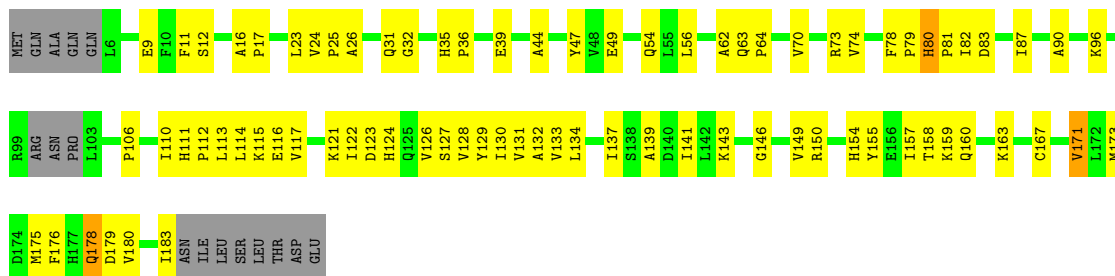 MET GLN ALA GLN GLN L6 E9 F10 F11 S12 A16 P17 L23 V24 P25 A26 Q31 G32 H35 P36 E39 A44 Y47 V48 E49 Q54 L55 L56 A62 Q63 P64 V70 R73 V74 F78 P79 H80 P81 I82 D83 I87 A90 K96
R99 ARG ASN PRO L103 P106 I110 H111 P112 L113 L114 K115 E116 V117 K121 I122 D123 H124 Q125 V126 S127 V128 Y129 I130 V131 A132 V133 L134 I137 S138 A139 D140 I141 L142 K143 G146 V149 R150 H154 Y155 E156 I157 T158 K159 Q160 K163 C167 V171 L172 M173
D174 M175 F176 H177 Q178 D179 V180 I183 ASN ILE LEU SER LEU THR ASP GLU